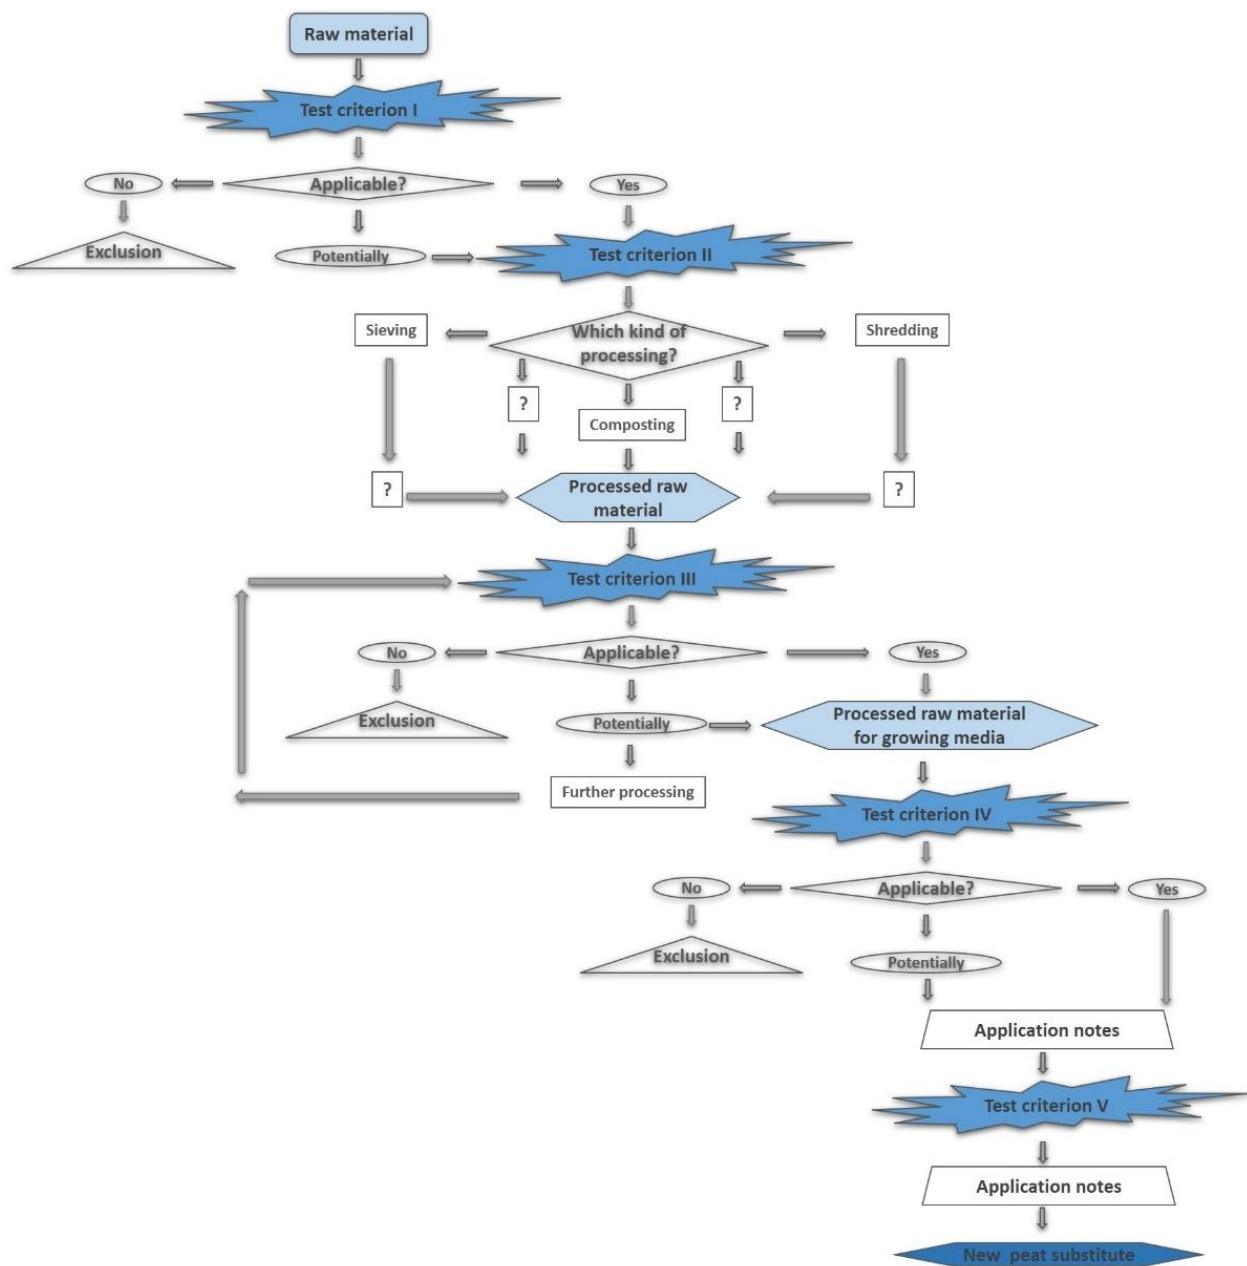 Raw material
Test criterion I
No
Applicable?
Yes
Exclusion
Potentially
Test criterion II
Sieving
Which kind of
processing?
Shredding
?
?
Composting
?
Processed raw
material
?
Test criterion III
No
Applicable?
Yes
Exclusion
Potentially
Processed raw material
for growing media
Further processing
Test criterion IV
No
Applicable?
Yes
Exclusion
Potentially
Application notes
Test criterion V
Application notes
New peat substitute